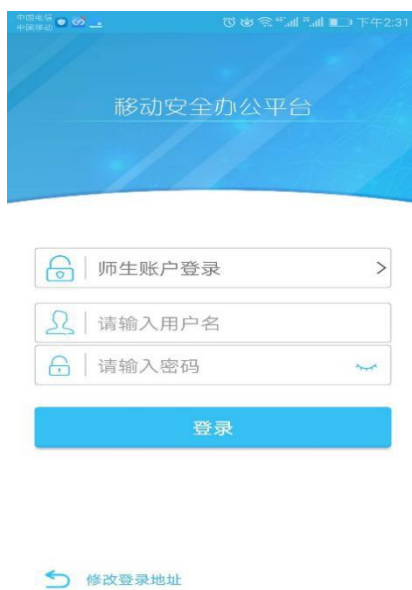 中国电信
中国移动
下午2:31
移动安全办公平台
师生账户登录
请输入用户名
请输入密码
登录
修改登录地址